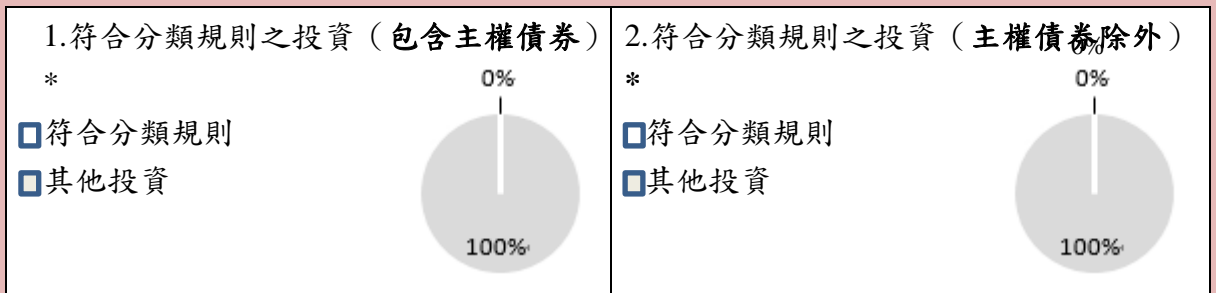 1.符合分類規則之投資（包含主權債券）
*
0%
符合分類規則
其他投資
100%
2.符合分類規則之投資（主權債券除外）
0%
*
0%
符合分類規則
其他投資
100%